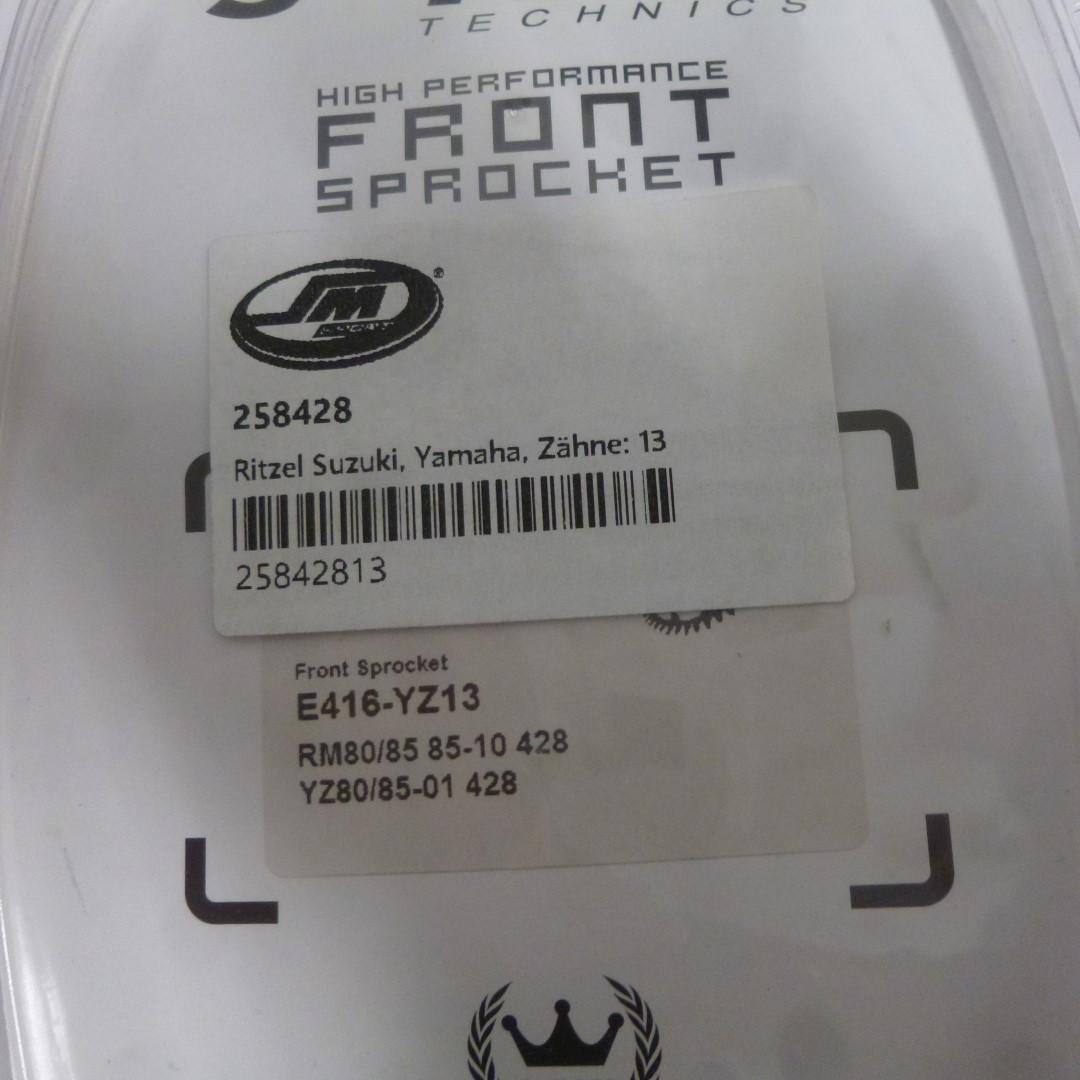 TECHNICS
HIGH PERFORMANCE
FRONT
SPROCKET
JM
®
258428
Ritzel Suzuki, Yamaha, Zähne: 13
25842813
Front Sprocket
E416-YZ13
RM80/85 85-10 428
YZ80/85-01 428